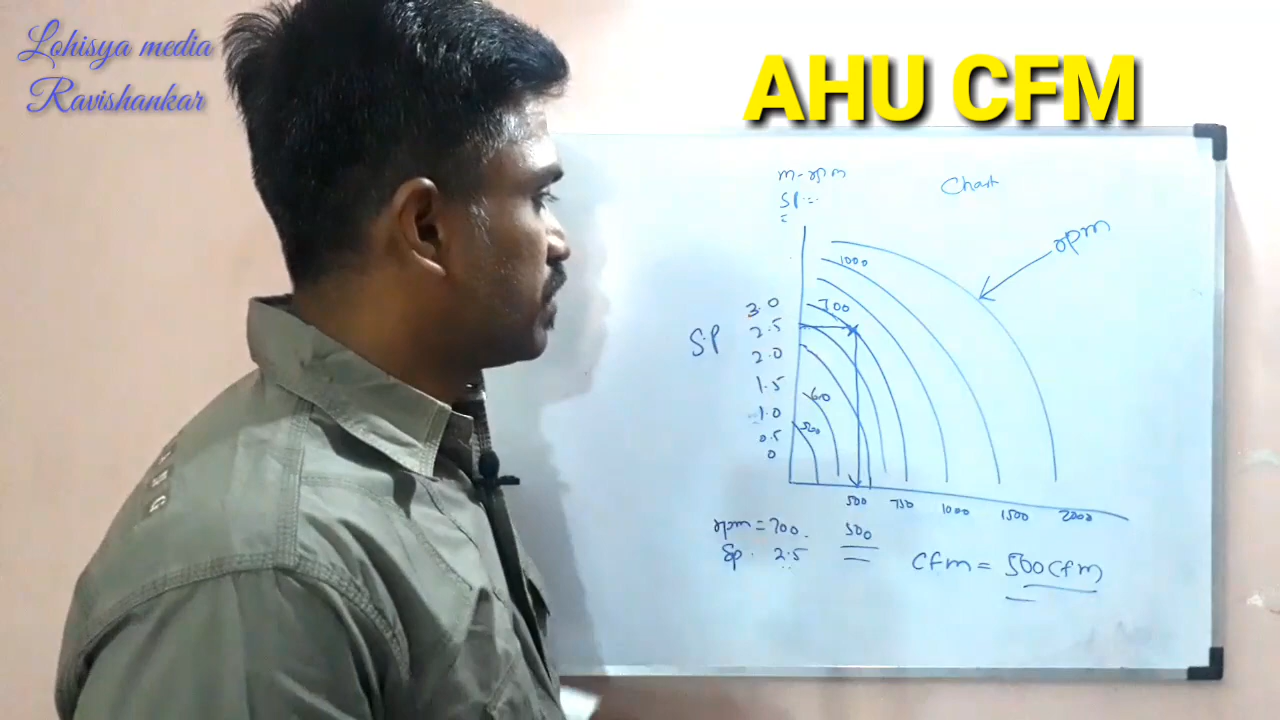 Lohisya media
Ravishankar
AHU CFM
m-rpm
SP=
Chart
rpm
1000
700
600
500
SP
3.0
2.5
2.0
1.5
1.0
0.5
0
500 750 1000 1500 2000
rpm = 700.
500
Sp. 2.5
Cfm = 500 Cfm